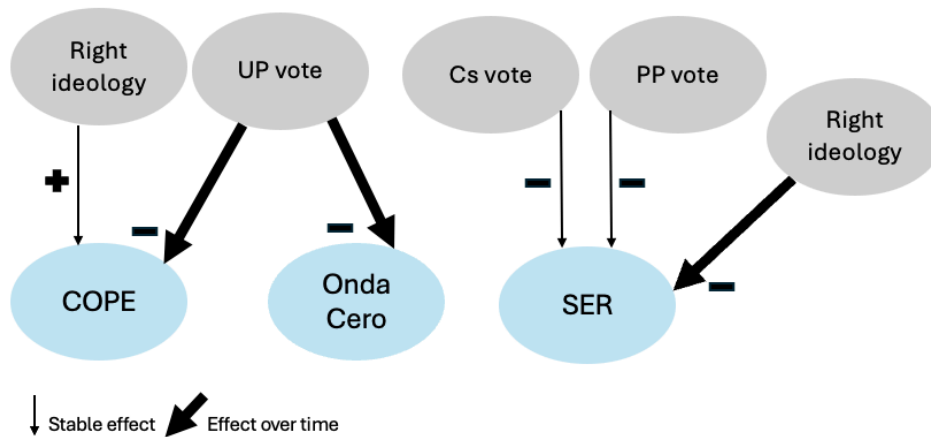 Right
ideology
UP vote
Cs vote
PP vote
Right
ideology
+
-
-
-
-
-
COPE
Onda
Cero
SER
Stable effect
Effect over time